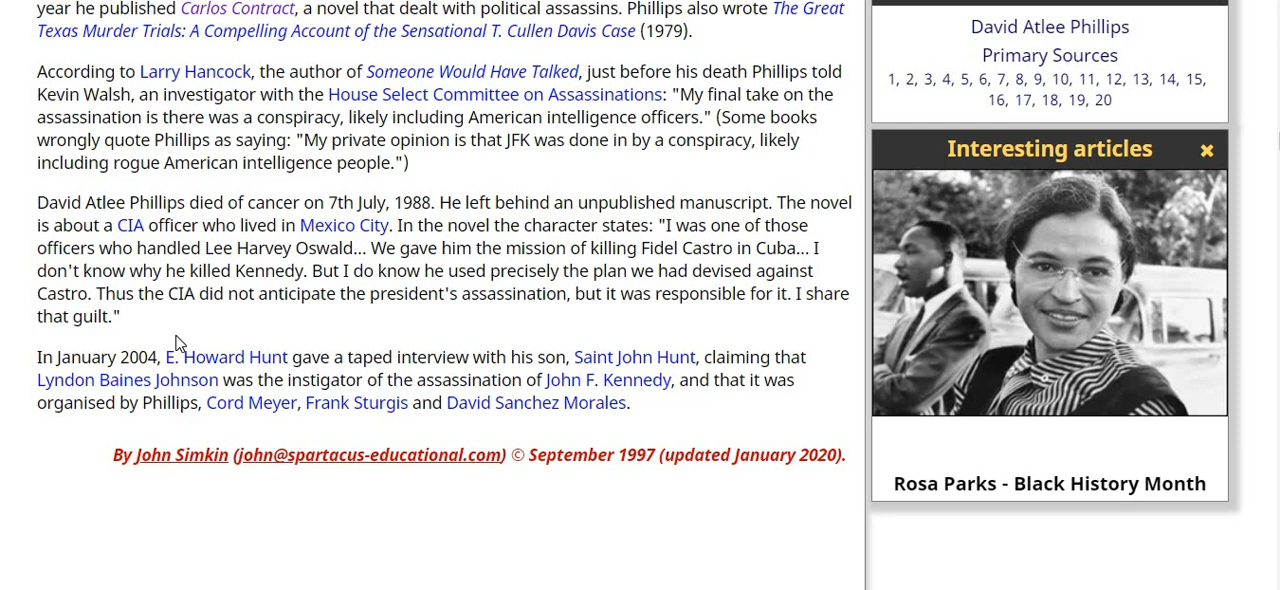 year he published Carlos Contract, a novel that dealt with political assassins. Phillips also wrote The Great
Texas Murder Trials: A Compelling Account of the Sensational T. Cullen Davis Case (1979).
According to Larry Hancock, the author of Someone Would Have Talked, just before his death Phillips told
Kevin Walsh, an investigator with the House Select Committee on Assassinations: "My final take on the
assassination is there was a conspiracy, likely including American intelligence officers." (Some books
wrongly quote Phillips as saying: "My private opinion is that JFK was done in by a conspiracy, likely
including rogue American intelligence people.")
David Atlee Phillips died of cancer on 7th July, 1988. He left behind an unpublished manuscript. The novel
is about a CIA officer who lived in Mexico City. In the novel the character states: "I was one of those
officers who handled Lee Harvey Oswald... We gave him the mission of killing Fidel Castro in Cuba... I
don't know why he killed Kennedy. But I do know he used precisely the plan we had devised against
Castro. Thus the CIA did not anticipate the president's assassination, but it was responsible for it. I share
that guilt."
In January 2004, E. Howard Hunt gave a taped interview with his son, Saint John Hunt, claiming that
Lyndon Baines Johnson was the instigator of the assassination of John F. Kennedy, and that it was
organised by Phillips, Cord Meyer, Frank Sturgis and David Sanchez Morales.
By John Simkin (john@spartacus-educational.com) © September 1997 (updated January 2020).
David Atlee Phillips
Primary Sources
1, 2, 3, 4, 5, 6, 7, 8, 9, 10, 11, 12, 13, 14, 15,
16, 17, 18, 19, 20
Interesting articles
Rosa Parks - Black History Month